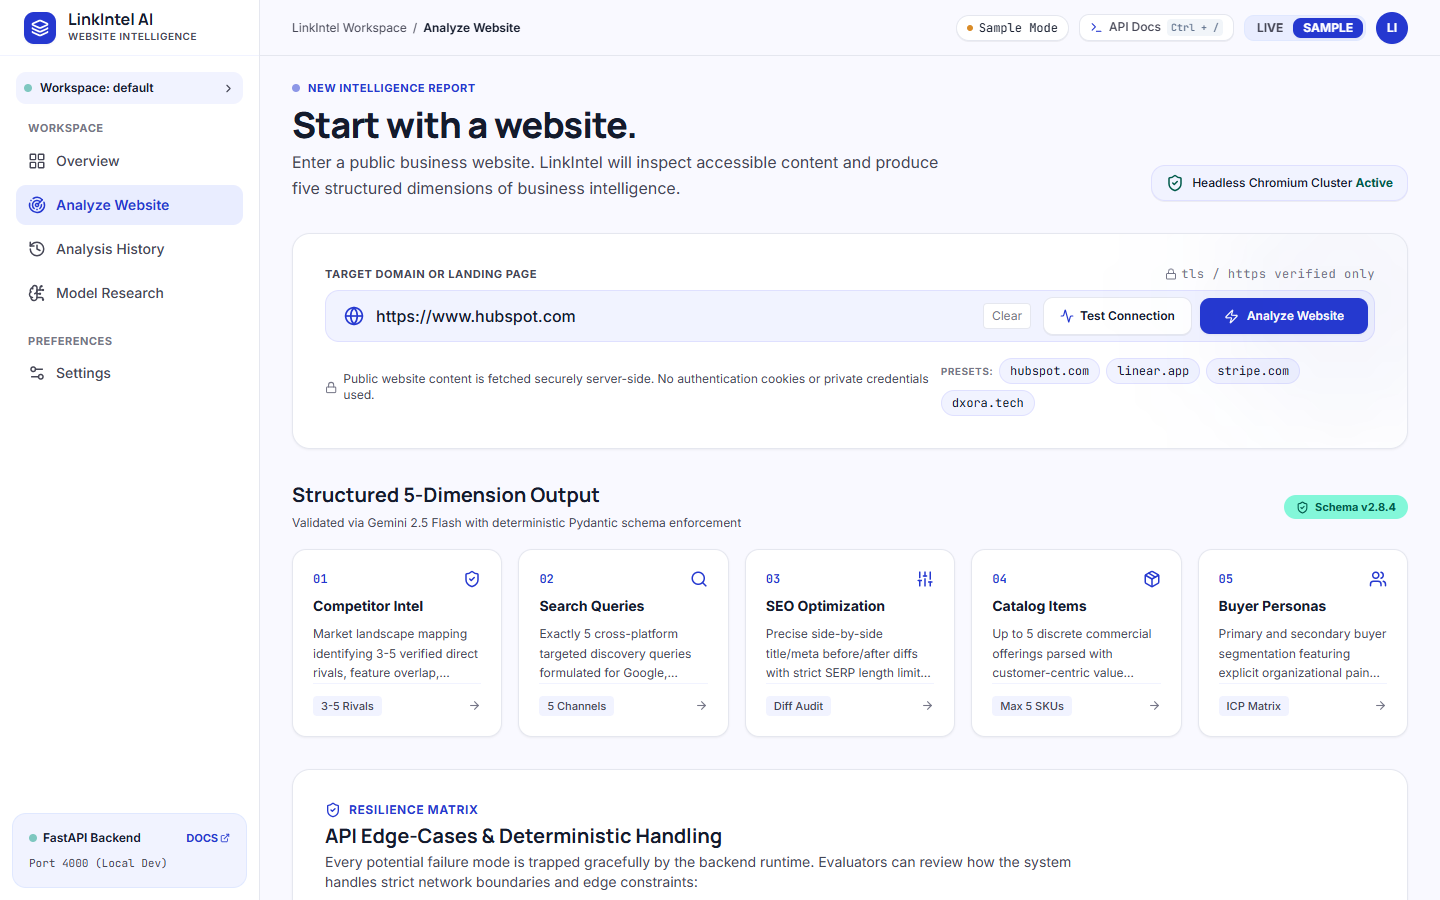 LinkIntel AI
WEBSITE INTELLIGENCE
Workspace: default
WORKSPACE
Overview
Analyze Website
Analysis History
Model Research
PREFERENCES
Settings
FastAPI Backend
DOCS
Port 4000 (Local Dev)
LinkIntel Workspace / Analyze Website
Sample Mode
API Docs Ctrl + /
LIVE SAMPLE
LI
NEW INTELLIGENCE REPORT
Start with a website.
Enter a public business website. LinkIntel will inspect accessible content and produce
five structured dimensions of business intelligence.
Headless Chromium Cluster Active
TARGET DOMAIN OR LANDING PAGE
tls / https verified only
https://www.hubspot.com
Clear
Test Connection
Analyze Website
Public website content is fetched securely server-side. No authentication cookies or private credentials
used.
PRESETS: hubspot.com linear.app stripe.com
dxora.tech
Structured 5-Dimension Output
Validated via Gemini 2.5 Flash with deterministic Pydantic schema enforcement
Schema v2.8.4
01
Competitor Intel
Market landscape mapping
identifying 3-5 verified direct
rivals, feature overlap,...
3-5 Rivals
02
Search Queries
Exactly 5 cross-platform
targeted discovery queries
formulated for Google,...
5 Channels
03
SEO Optimization
Precise side-by-side
title/meta before/after diffs
with strict SERP length limit...
Diff Audit
04
Catalog Items
Up to 5 discrete commercial
offerings parsed with
customer-centric value...
Max 5 SKUs
05
Buyer Personas
Primary and secondary buyer
segmentation featuring
explicit organizational pain...
ICP Matrix
RESILIENCE MATRIX
API Edge-Cases & Deterministic Handling
Every potential failure mode is trapped gracefully by the backend runtime. Evaluators can review how the system
handles strict network boundaries and edge constraints: